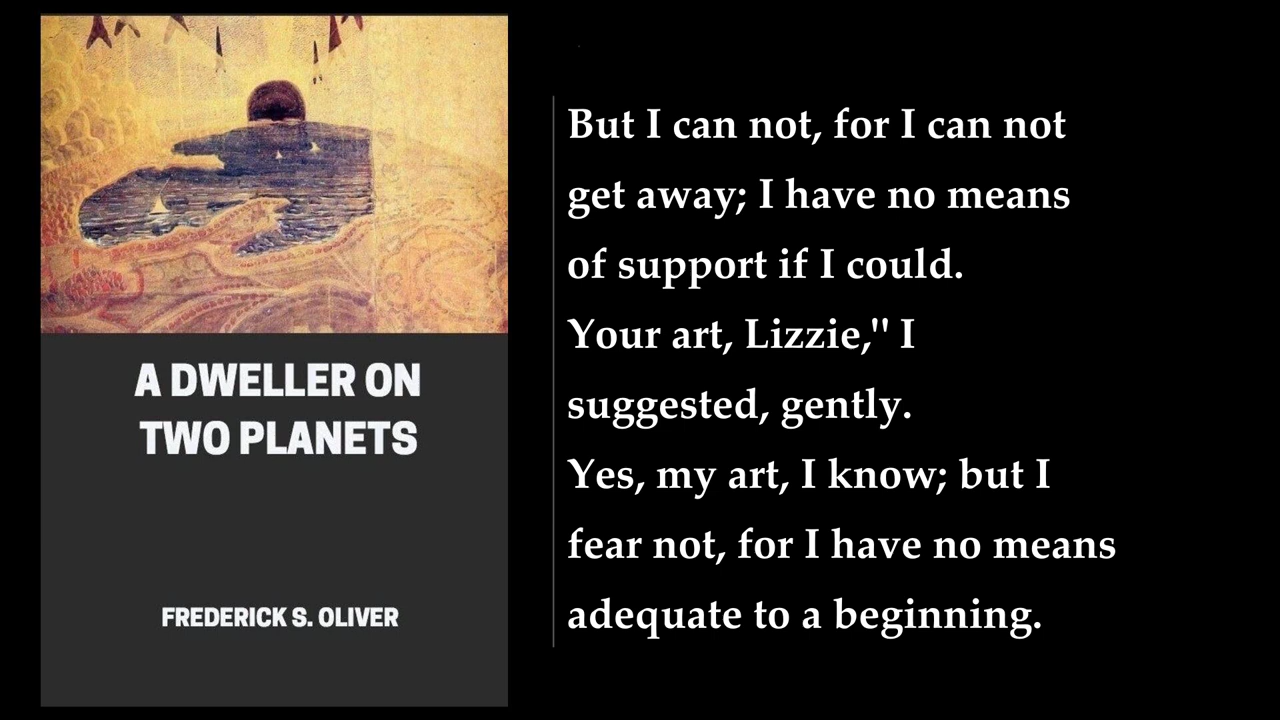 A DWELLER ON
TWO PLANETS
FREDERICK S. OLIVER
But I can not, for I can not
get away; I have no means
of support if I could.
Your art, Lizzie," I
suggested, gently.
Yes, my art, I know; but I
fear not, for I have no means
adequate to a beginning.